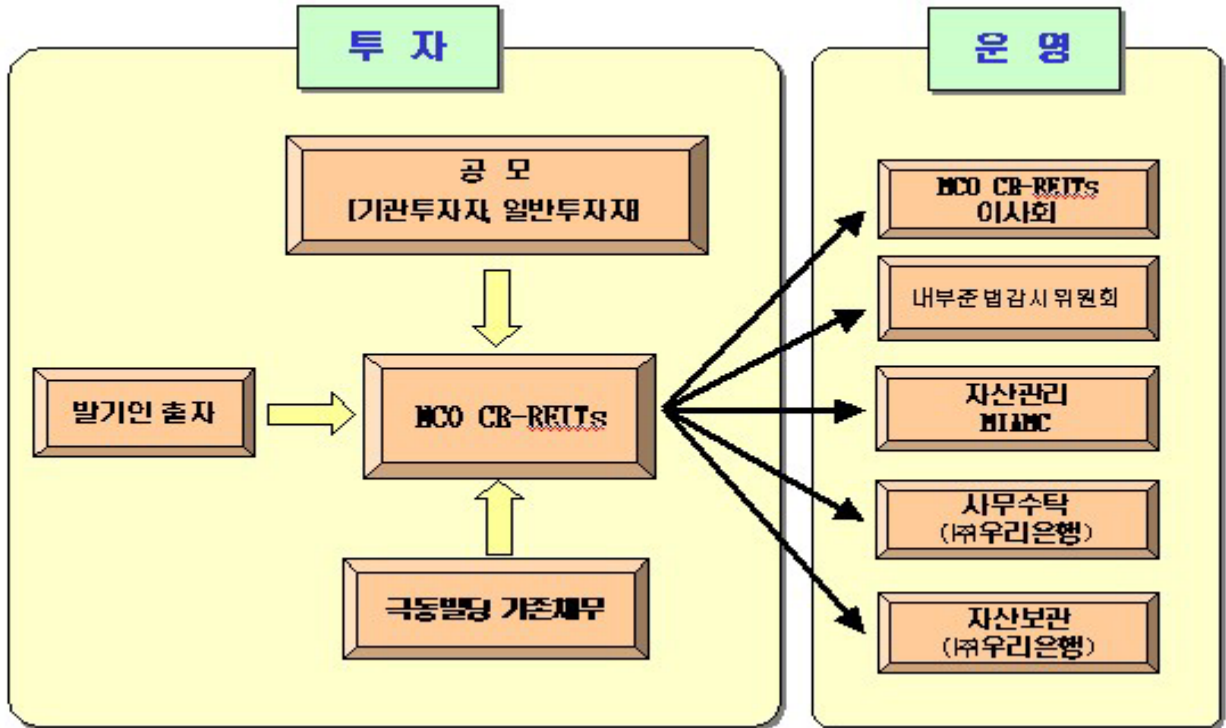 투 자
운 영
공 모
[기관투자자, 일반투자자]
MCO CR-REITs
이사회
내부준법감시위원회
발기인 출자
MCO CR-REITs
자산관리
MIAMC
사무수탁
(㈜우리은행)
극동빌딩 기존채무
자산보관
(㈜우리은행)